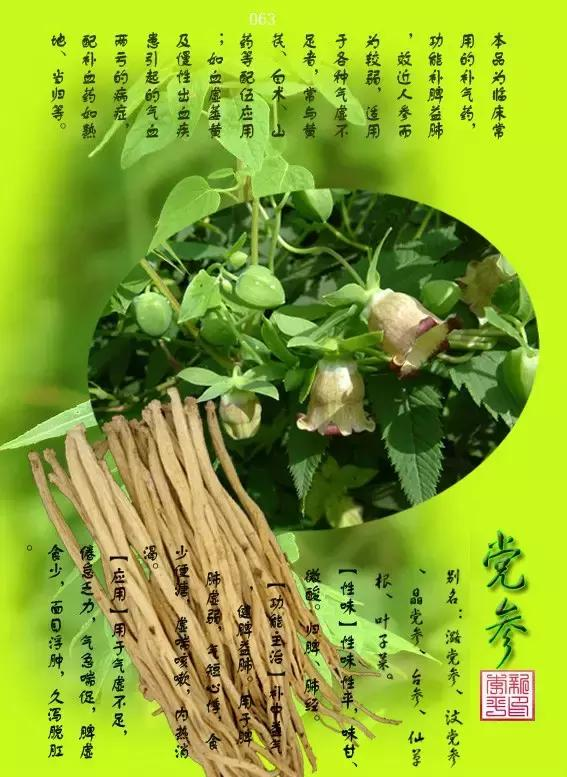 063
本品为临床常
用的补气药，
功能补脾益肺
，效近人参而
为较弱，适用
于各种气虚不
足者，常与黄
芪、白术、山
药等配伍应用
；如血虚萎黄
及慢性出血疾
患引起的气血
两亏的病症，
配补血药如熟
地、当归等。
党参
别名：潞党参、汶党参
、晶党参、台参、仙草
根、叶子菜。
【性味】性味性平，味甘、
微酸。归脾、肺经。
【功能主治】补中益气
，健脾益肺。用于脾
肺虚弱，气短心悸，食
少便溏，虚喘咳嗽，内热消
渴。
【应用】用于气虚不足，
倦怠乏力，气急喘促，脾虚
食少，面目浮肿，久泻脱肛
。